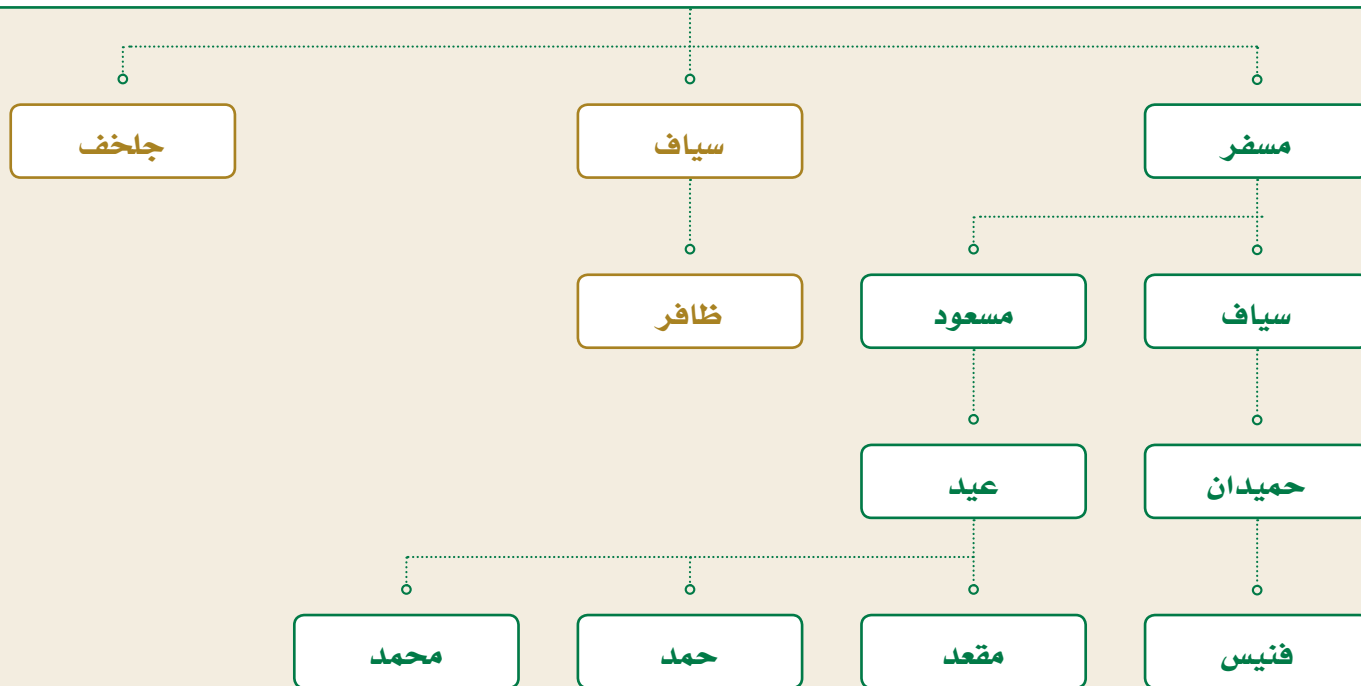 مسفر
سياف
جلخف
سياف
مسعود
ظافر
حميدان
عيد
فنيس
مقعد
حمد
محمد